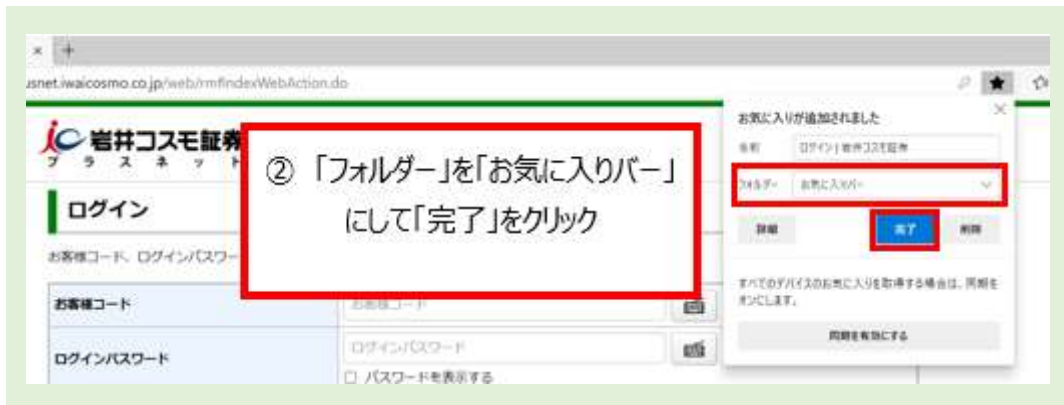 × +
usnet.iwaicosmo.co.jp/web/rmfIndexWebAction.do
岩井コスモ証券
プラスネット
② 「フォルダー」を「お気に入りバー」
にして「完了」をクリック
ログイン
お客様コード、ログインパスワー
お客様コード
お客様コード
ログインパスワード
ログインパスワード
パスワードを表示する
お気に入りが追加されました
名前 ログイン | 岩井コスモ証券
フォルダー お気に入りバー
詳細 完了 削除
すべてのデバイスのお気に入りを取得する場合は、同期を
オンにします。
同期を有効にする